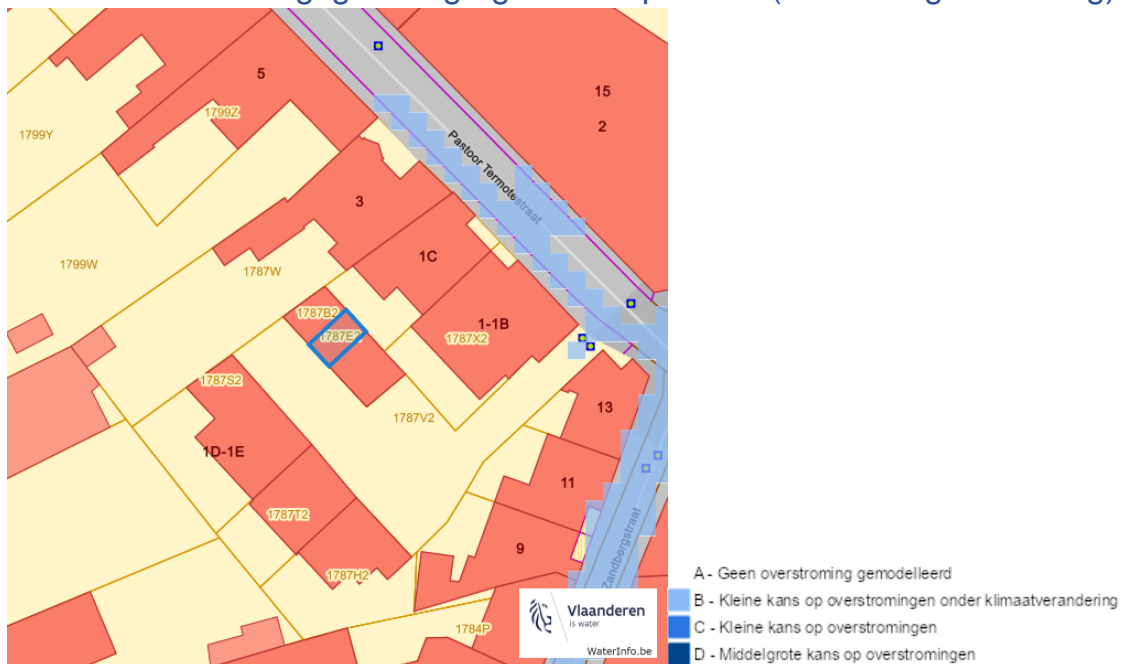 5
15
2
1799Z
1799Y
Pastoor Termotestraat
3
1799W
1787W
1C
1787B2
1787E2
1-1B
1787X2
1787S2
1787V2
13
1D-1E
11
1787T2
9
1787H2
Zandbergstraat
1784P
Vlaanderen
is water
WaterInfo.be
A - Geen overstroming gemodelleerd
B - Kleine kans op overstromingen onder klimaatverandering
C - Kleine kans op overstromingen
D - Middelgrote kans op overstromingen